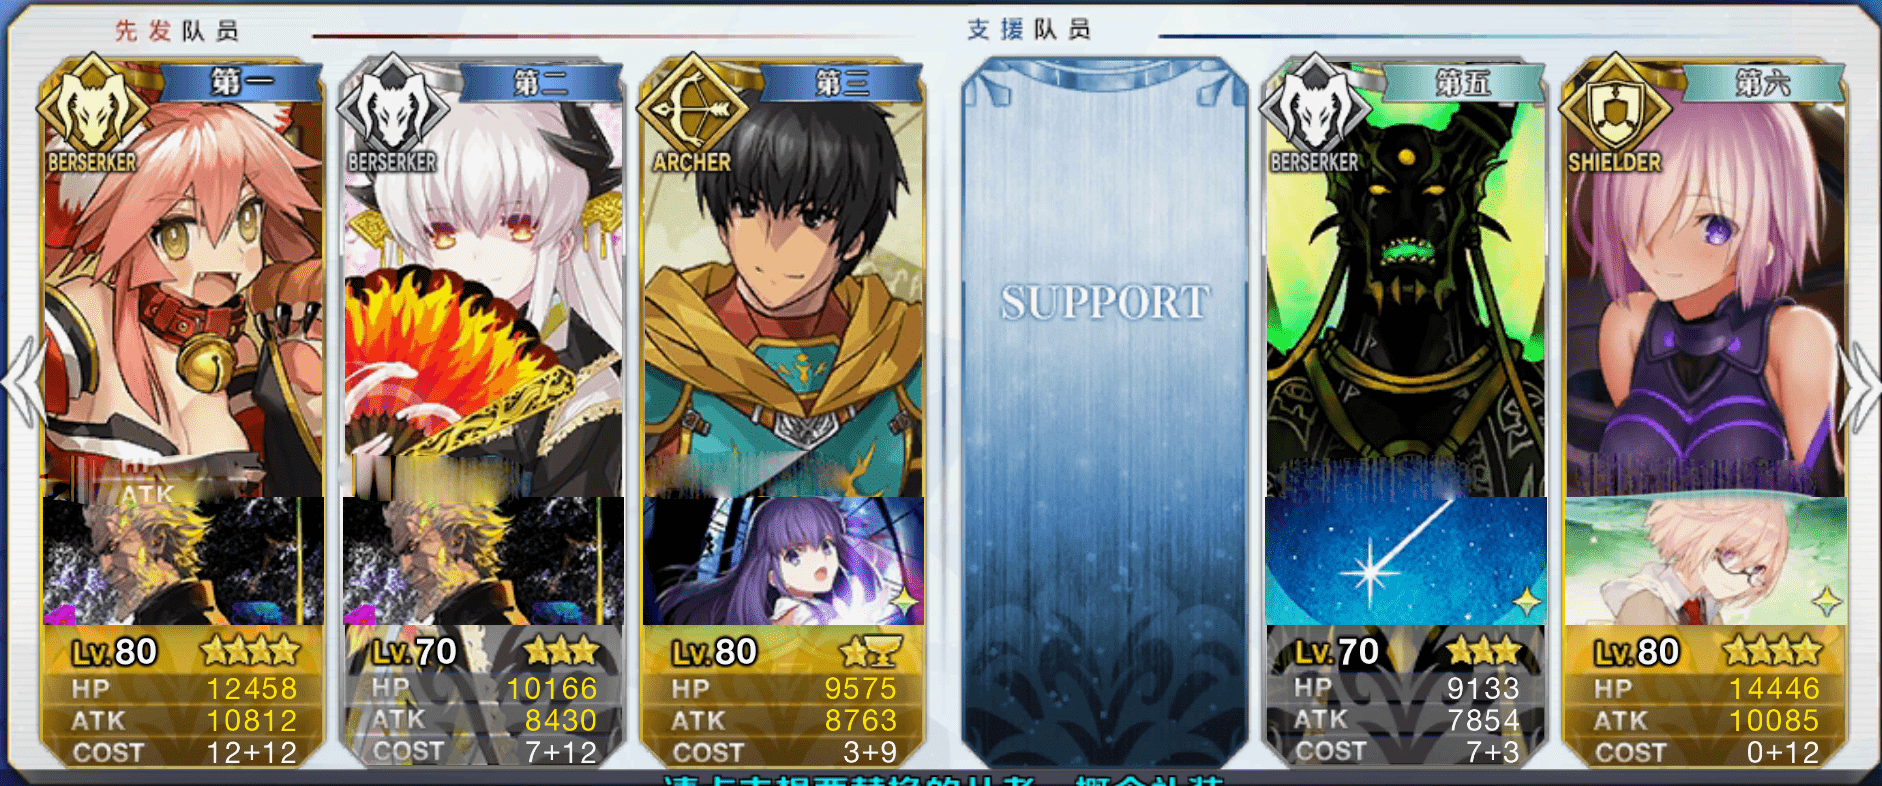 先发队员
支援队员
第一
BERSERKER
ATK
Lv.80
HP 12458
ATK 10812
COST 12+12
第二
BERSERKER
Lv.70
HP 10166
ATK 8430
COST 7+12
第三
ARCHER
Lv.80
HP 9575
ATK 8763
COST 3+9
SUPPORT
第五
BERSERKER
Lv.70
HP 9133
ATK 7854
COST 7+3
第六
SHIELDER
Lv.80
HP 14446
ATK 10085
COST 0+12